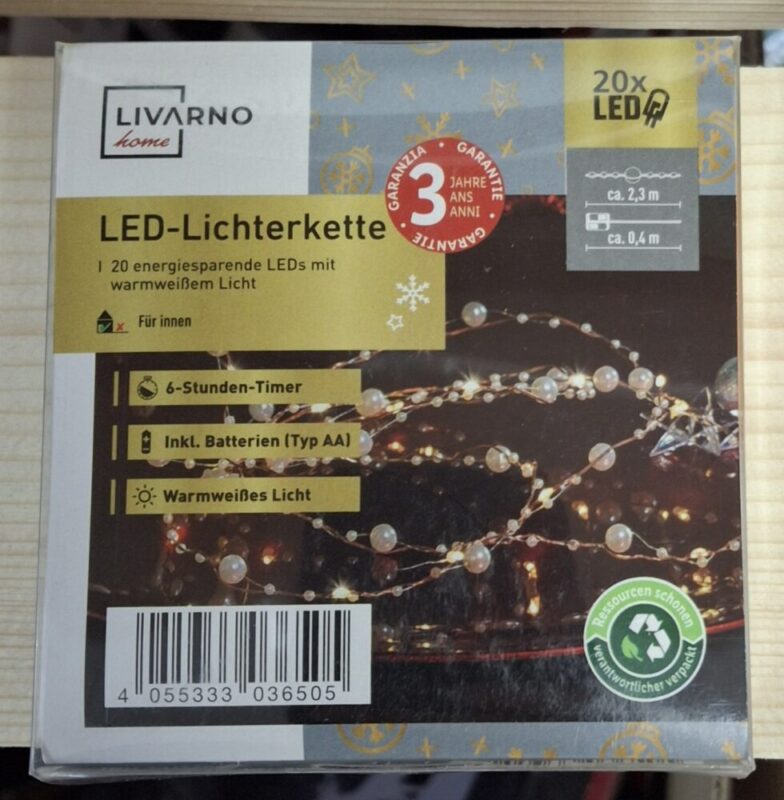 LIVARNO
home
20x
LED
ca. 2,3 m
ca. 0,4 m
GARANZIA • GARANTIE • GARANTIE •
3 JAHRE
ANS
ANNI
LED-Lichterkette
I 20 energiesparende LEDs mit
warmweißem Licht
Für innen
6-Stunden-Timer
Inkl. Batterien (Typ AA)
Warmweißes Licht
Ressourcen schonen
verantwortlicher verpackt
4 055333 036505